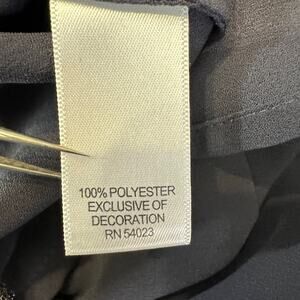 100% POLYESTER
EXCLUSIVE OF
DECORATION
RN 54023